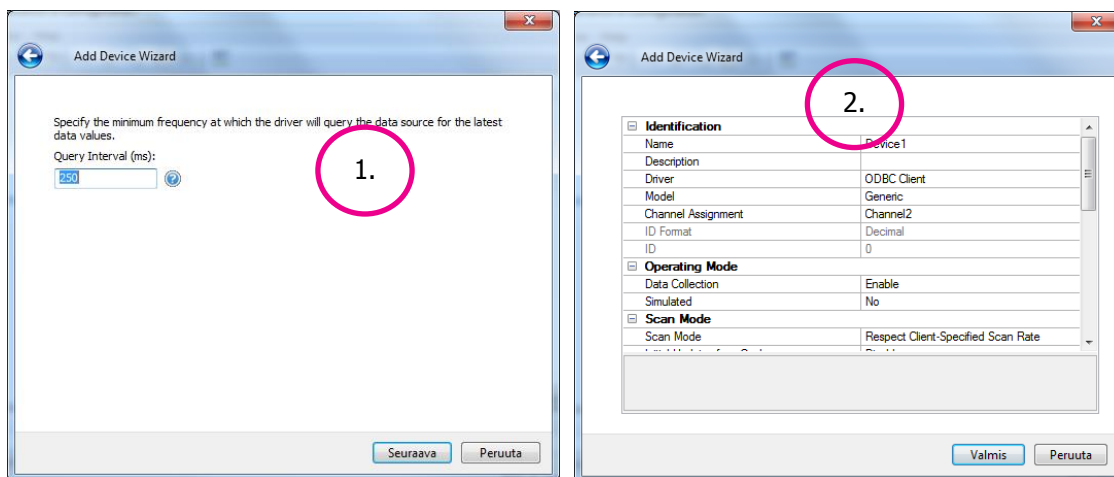 Add Device Wizard
Specify the minimum frequency at which the driver will query the data source for the latest
data values.
Query Interval (ms):
250
1.
Seuraava Peruuta
Add Device Wizard
2.
Identification
Name Device1
Description
Driver ODBC Client
Model Generic
Channel Assignment Channel2
ID Format Decimal
ID 0
Operating Mode
Data Collection Enable
Simulated No
Scan Mode
Scan Mode Respect Client-Specified Scan Rate
Valmis Peruuta